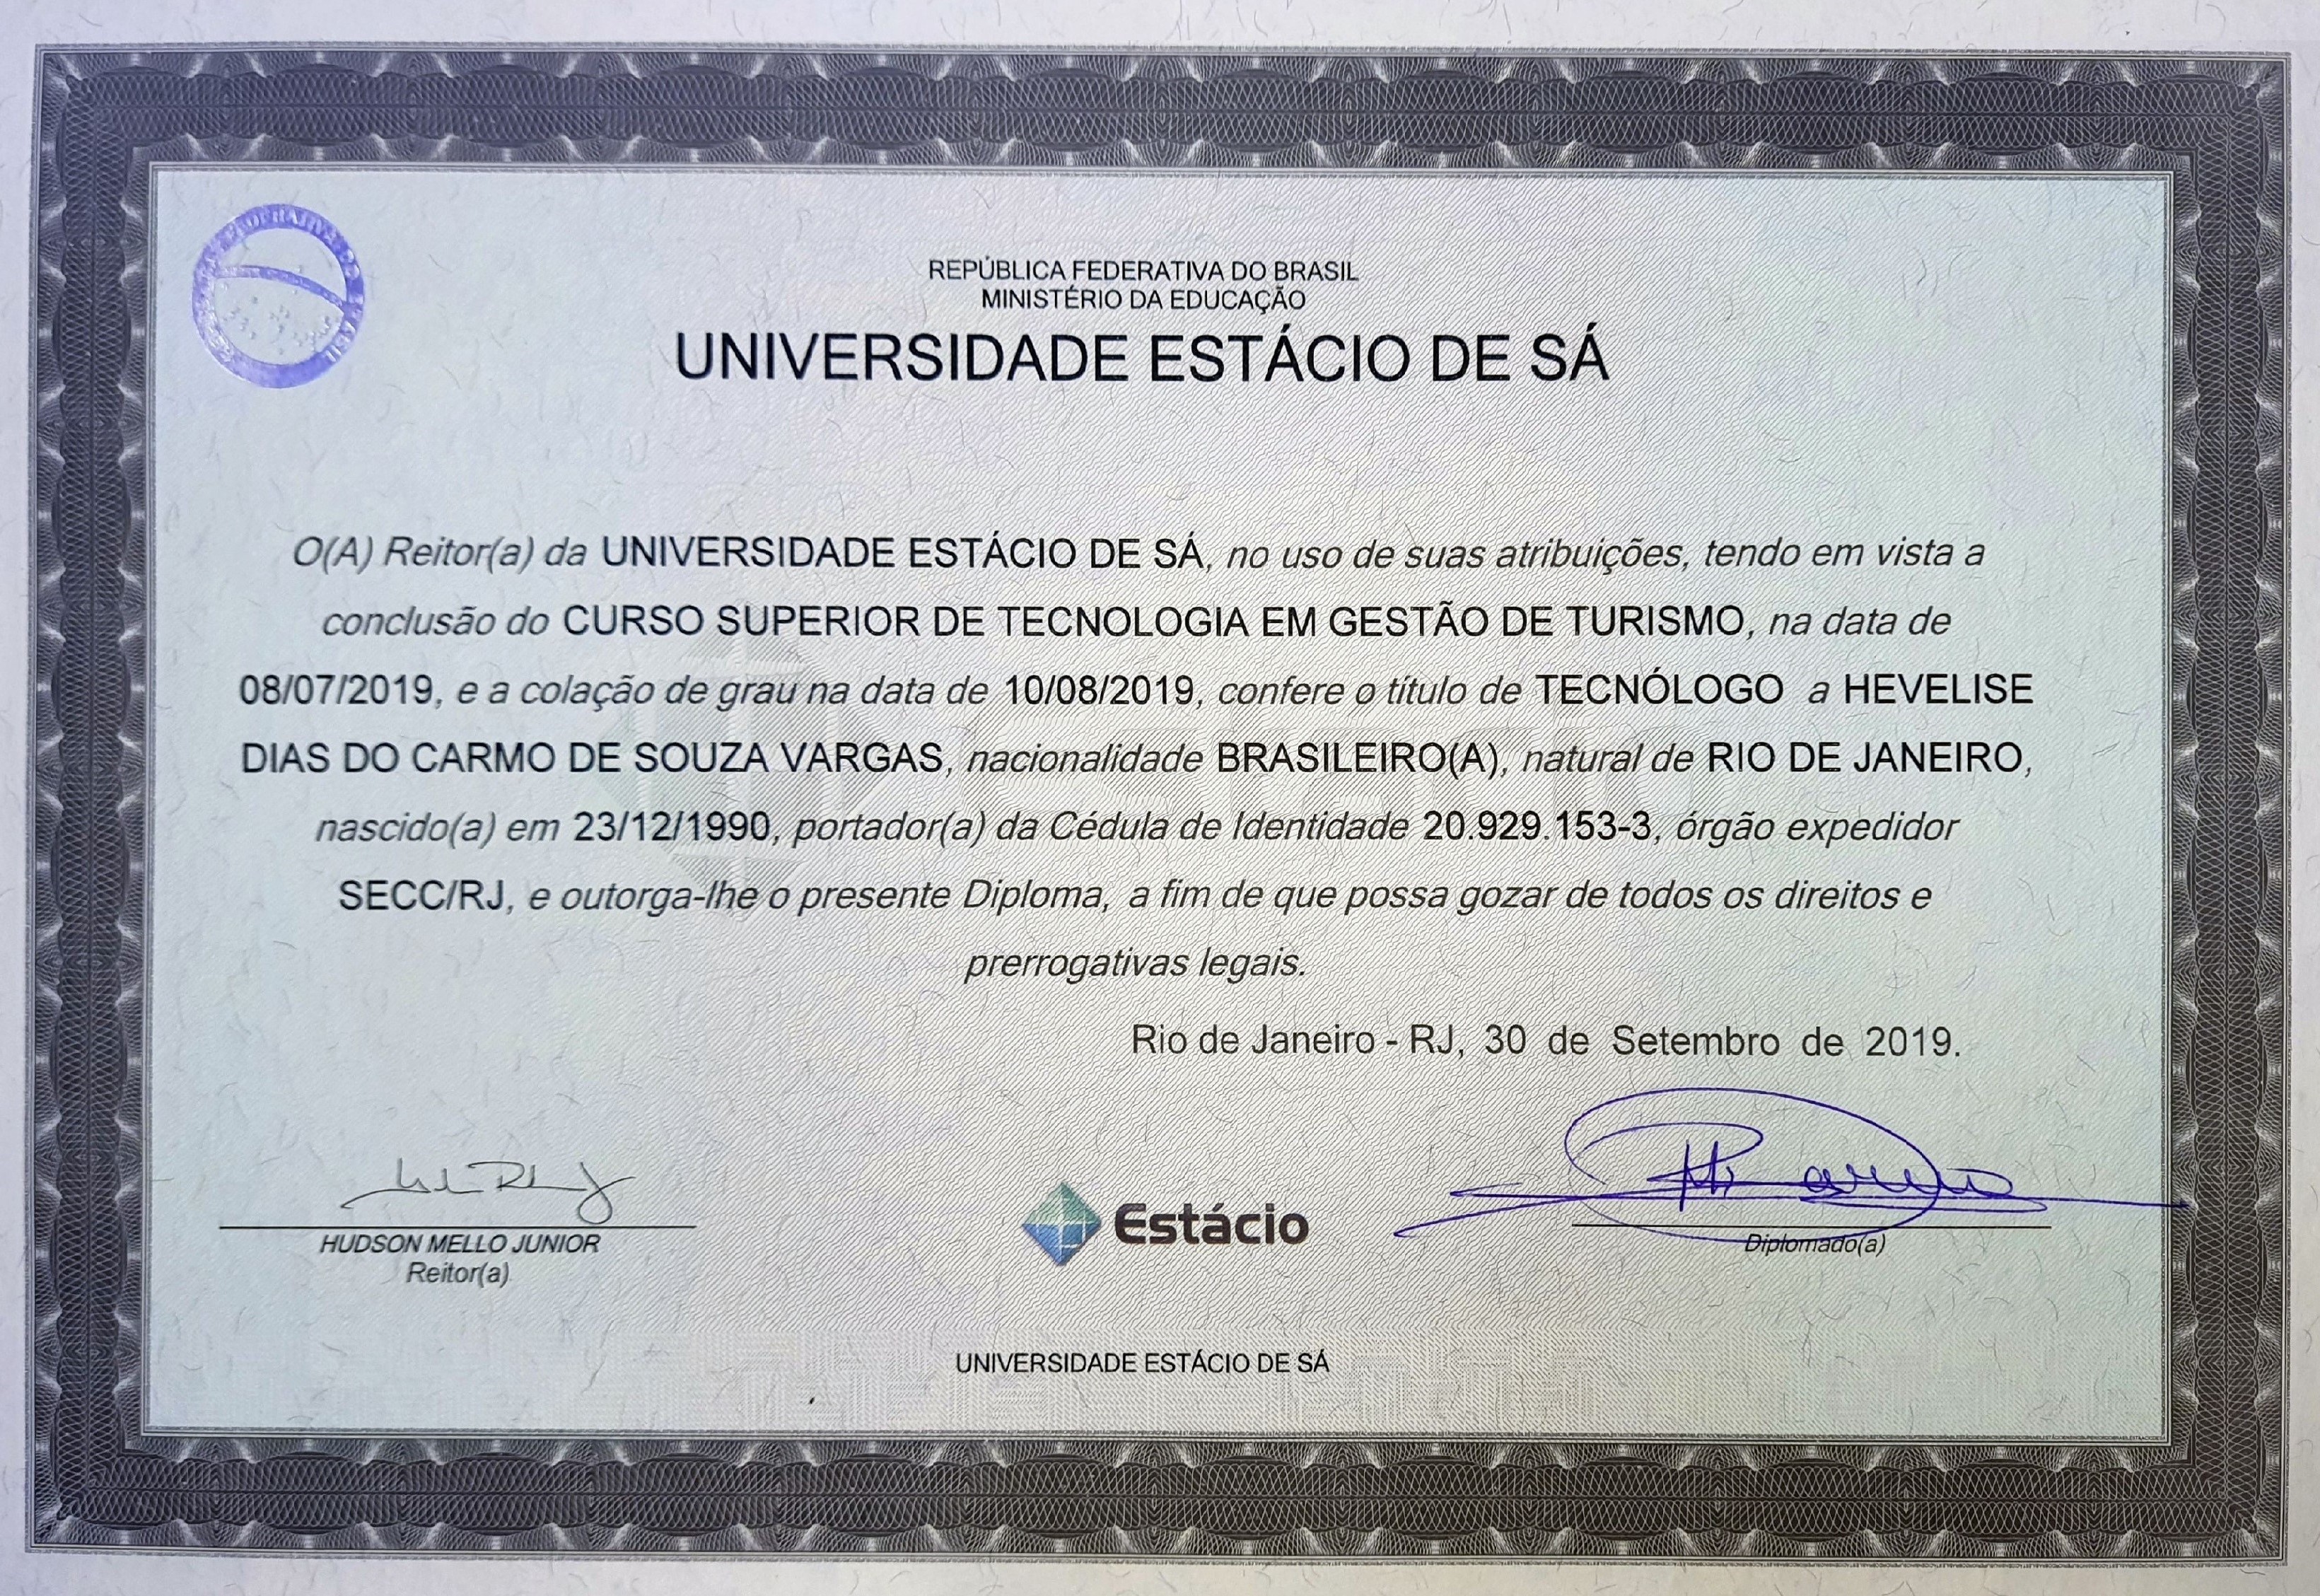 REPÚBLICA FEDERATIVA DO BRASIL
MINISTÉRIO DA EDUCAÇÃO
UNIVERSIDADE ESTÁCIO DE SÁ
O(A) Reitor(a) da UNIVERSIDADE ESTÁCIO DE SÁ, no uso de suas atribuições, tendo em vista a
conclusão do CURSO SUPERIOR DE TECNOLOGIA EM GESTÃO DE TURISMO, na data de
08/07/2019, e a colação de grau na data de 10/08/2019, confere o título de TECNÓLOGO a HEVELISE
DIAS DO CARMO DE SOUZA VARGAS, nacionalidade BRASILEIRO(A), natural de RIO DE JANEIRO,
nascido(a) em 23/12/1990, portador(a) da Cédula de Identidade 20.929.153-3, órgão expedidor
SECC/RJ, e outorga-lhe o presente Diploma, a fim de que possa gozar de todos os direitos e
prerrogativas legais.
Rio de Janeiro - RJ, 30 de Setembro de 2019.
HUDSON MELLO JUNIOR
Reitor(a)
Estácio
Diplomado(a)
UNIVERSIDADE ESTÁCIO DE SÁ